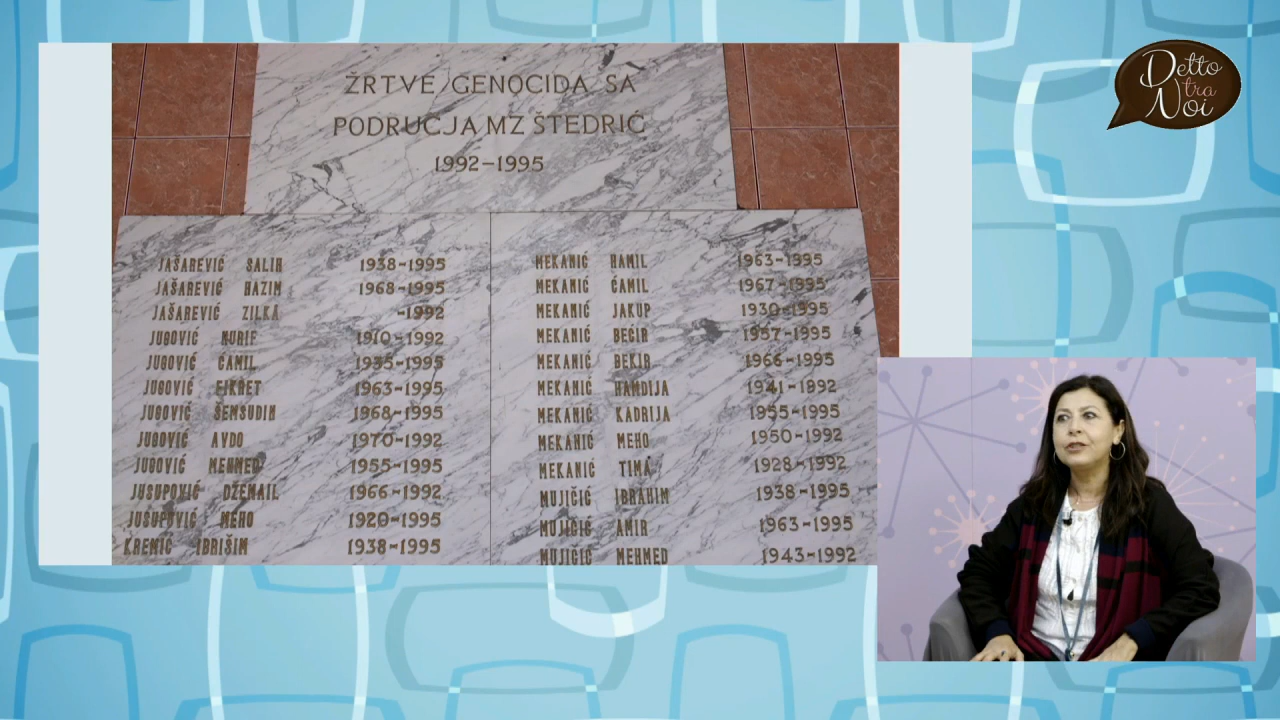 Detto
tra
Noi
ŽRTVE GENOCIDA SA
PODRUČJA MZ ŠTEDRIĆ
1992-1995
JAŠAREVIĆ SALIH 1938-1995
JAŠAREVIĆ HAZIM 1968-1995
JAŠAREVIĆ ZILKA -1992
JUGOVIĆ NURIF 1910-1992
JUGOVIĆ ĆAMIL 1935-1995
JUGOVIĆ FIKRET 1963-1995
JUGOVIĆ ŠEMSUDIN 1968-1995
JUGOVIĆ AVDO 1970-1992
JUGOVIĆ MEHMED 1955-1995
JUSUPOVIĆ DŽEMAIL 1966-1992
JUSUPOVIĆ MEHO 1920-1995
KREMIĆ IBRIŠIM 1938-1995
MEKANIĆ HAMIL 1963-1995
MEKANIĆ ĆAMIL 1967-1995
MEKANIĆ JAKUP 1930-1995
MEKANIĆ BEĆIR 1957-1995
MEKANIĆ BEKIR 1966-1995
MEKANIĆ HAMDIJA 1941-1992
MEKANIĆ KADRIJA 1955-1995
MEKANIĆ MEHO 1950-1992
MEKANIĆ TIMA 1928-1992
MUJIČIĆ IBRAHIM 1938-1995
MUJIČIĆ AMIR 1963-1995
MUJIČIĆ MEHMED 1943-1992